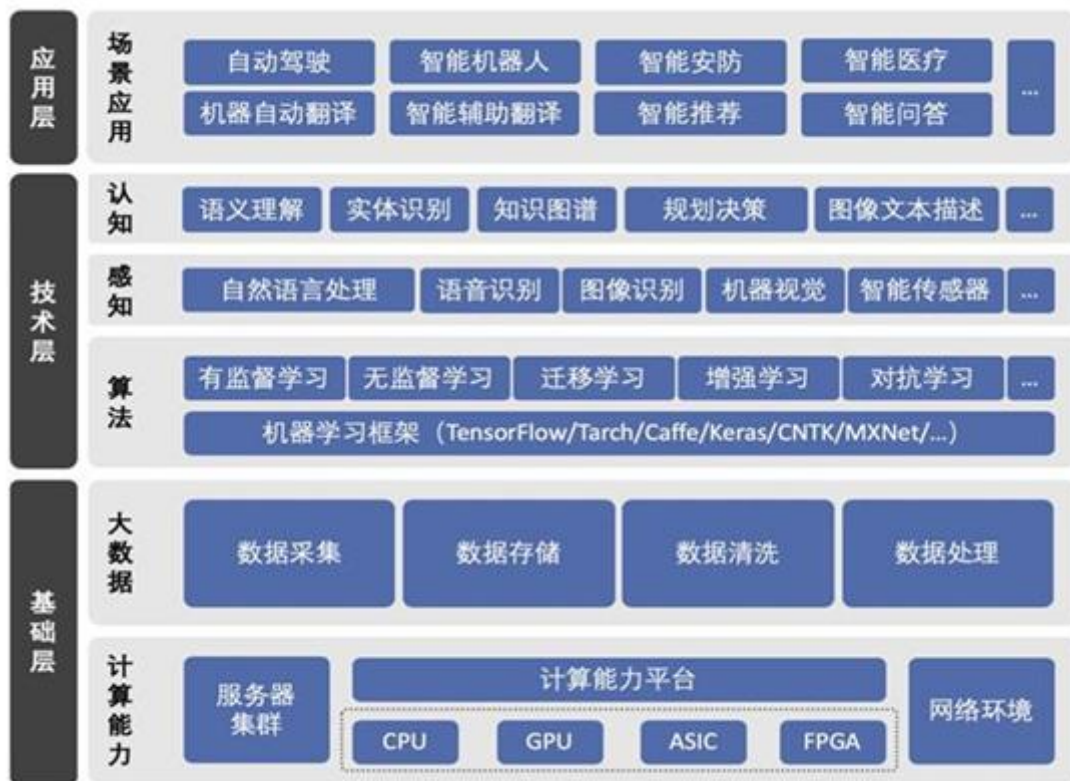 应用层
场景应用
自动驾驶 智能机器人 智能安防 智能医疗
...
机器自动翻译 智能辅助翻译 智能推荐 智能问答
技术层
认知
语义理解 实体识别 知识图谱 规划决策 图像文本描述 ...
感知
自然语言处理 语音识别 图像识别 机器视觉 智能传感器 ...
算法
有监督学习 无监督学习 迁移学习 增强学习 对抗学习 ...
机器学习框架（TensorFlow/Tarch/Caffe/Keras/CNTK/MXNet/...）
基础层
大数据
数据采集 数据存储 数据清洗 数据处理
计算能力
服务器
集群
计算能力平台
CPU GPU ASIC FPGA
网络环境